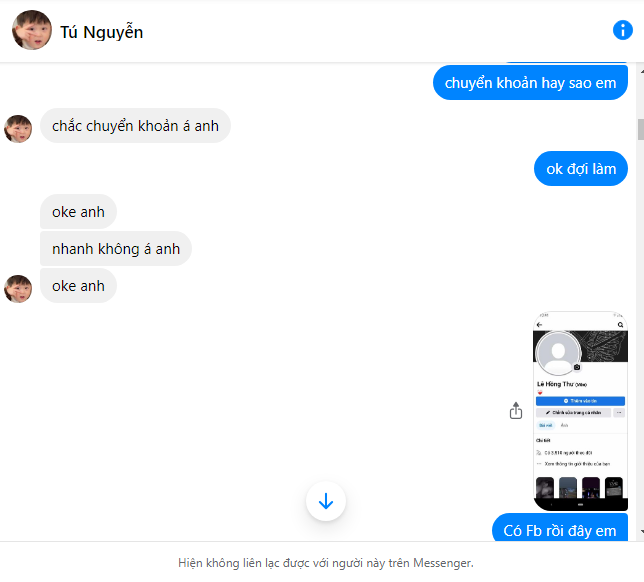 Tú Nguyễn
chuyển khoản hay sao em
chắc chuyển khoản á anh
ok đợi làm
oke anh
nhanh không á anh
oke anh
Lê Hồng Thư
Thêm vào tin
Chỉnh sửa trang cá nhân
Bài viết
Ảnh
Chi tiết
Có 3.510 người theo dõi
Xem thông tin giới thiệu của bạn
Có Fb rồi đây em
Hiện không liên lạc được với người này trên Messenger.